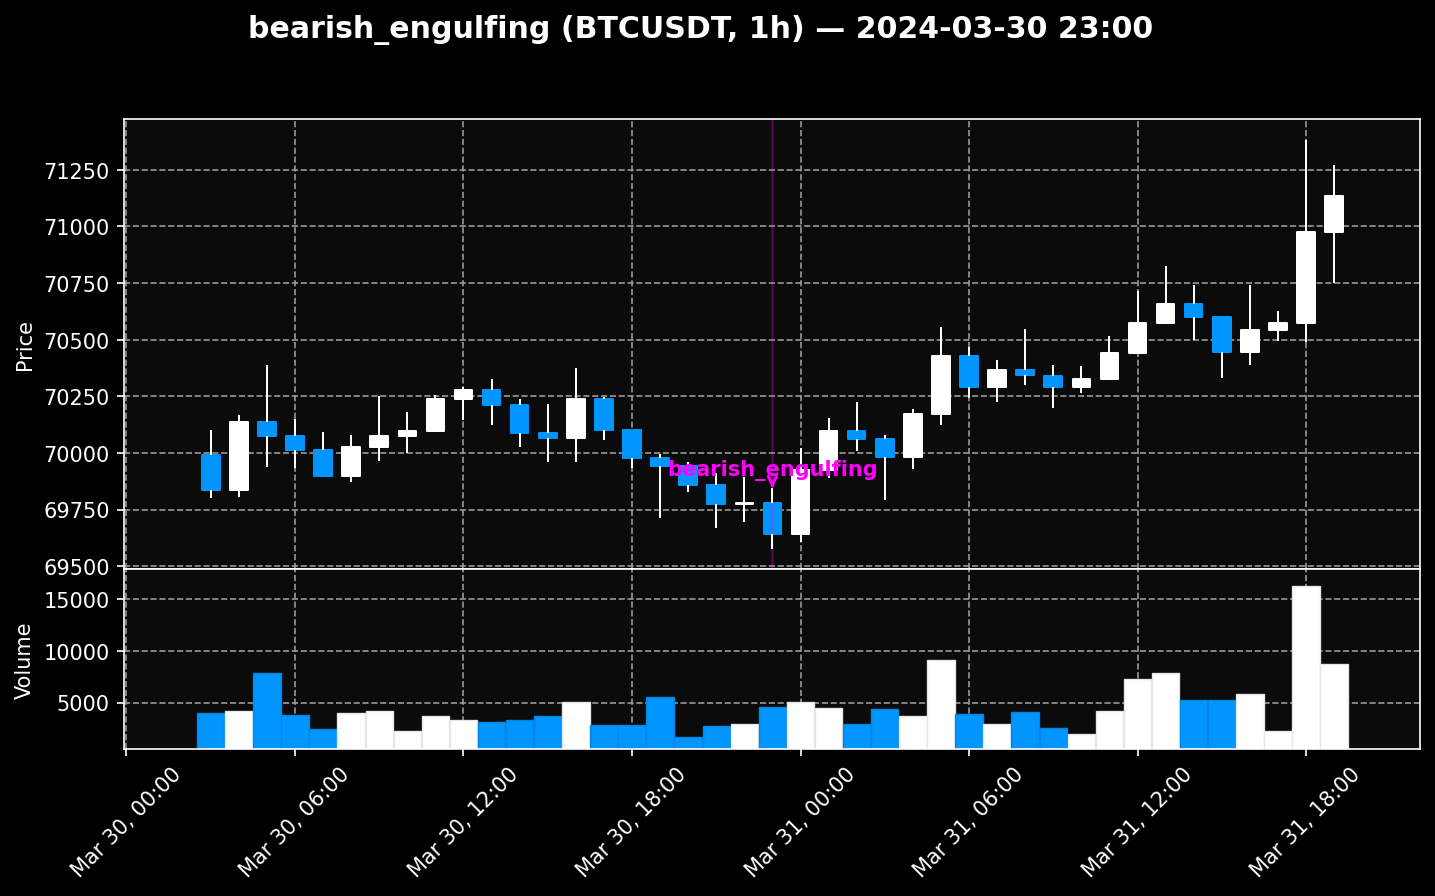 bearish_engulfing (BTCUSDT, 1h) — 2024-03-30 23:00
Price
71250
71000
70750
70500
70250
70000
69750
69500
bearish_engulfing
Volume
15000
10000
5000
Mar 30, 00:00
Mar 30, 06:00
Mar 30, 12:00
Mar 30, 18:00
Mar 31, 00:00
Mar 31, 06:00
Mar 31, 12:00
Mar 31, 18:00